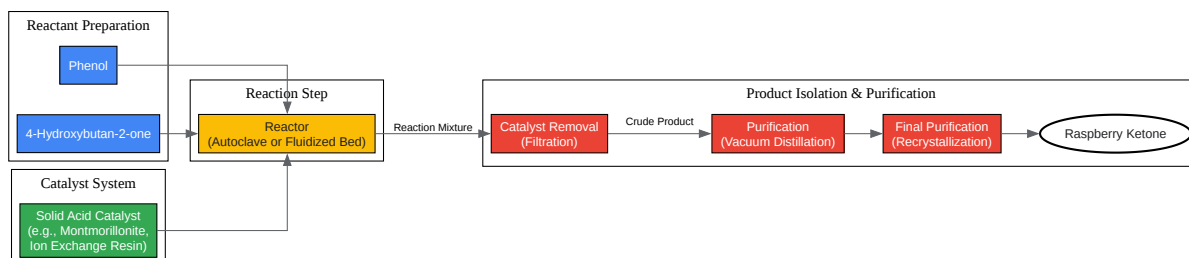 Reactant Preparation
Phenol
4-Hydroxybutan-2-one
Catalyst System
Solid Acid Catalyst
(e.g., Montmorillonite,
Ion Exchange Resin)
Reaction Step
Reactor
(Autoclave or Fluidized Bed)
Reaction Mixture
Product Isolation & Purification
Catalyst Removal
(Filtration)
Crude Product
Purification
(Vacuum Distillation)
Final Purification
(Recrystallization)
Raspberry Ketone